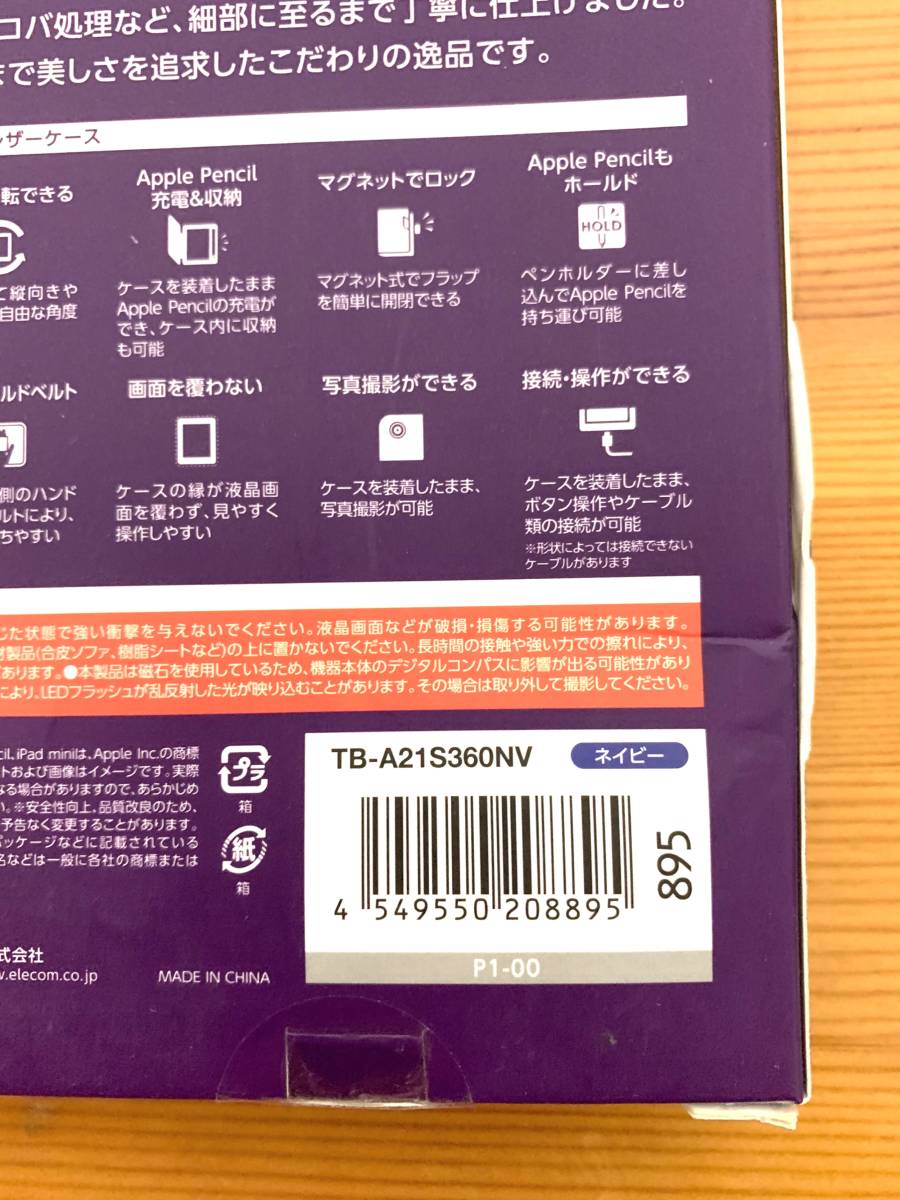 コバ処理など、細部に至るまで丁寧に仕上げました。
まで美しさを追求したこだわりの逸品です。
ザーケース
転できる
て縦向きや
自由な角度
Apple Pencil
充電&収納
ケースを装着したまま
Apple Pencilの充電が
でき、ケース内に収納
も可能
マグネットでロック
マグネット式でフラップ
を簡単に開閉できる
Apple Pencilも
ホールド
HOLD
ペンホルダーに差し
込んでApple Pencilを
持ち運び可能
ルドベルト
側のハンド
ルトにより、
ちやすい
画面を覆わない
ケースの縁が液晶画
面を覆わず、見やすく
操作しやすい
写真撮影ができる
ケースを装着したまま、
写真撮影が可能
接続・操作ができる
ケースを装着したまま、
ボタン操作やケーブル
類の接続が可能
※形状によっては接続できない
ケーブルがあります
じた状態で強い衝撃を与えないでください。液晶画面などが破損・損傷する可能性があります。
材製品(合皮ソファ、樹脂シートなど)の上に置かないでください。長時間の接触や強い力での擦れにより、
があります。●本製品は磁石を使用しているため、機器本体のデジタルコンパスに影響が出る可能性があり
により、LEDフラッシュが乱反射した光が映り込むことがあります。その場合は取り外して撮影してください。
cil、iPad miniは、Apple Inc.の商標
トおよび画像はイメージです。実際
なる場合がありますので、あらかじめ
い。※安全性向上、品質改良のため、
予告なく変更することがあります。
パッケージなどに記載されている
名などは一般に各社の商標または
プラ
箱
紙
箱
式会社
w.elecom.co.jp
MADE IN CHINA
TB-A21S360NV
ネイビー
4 549550 208895
895
P1-00